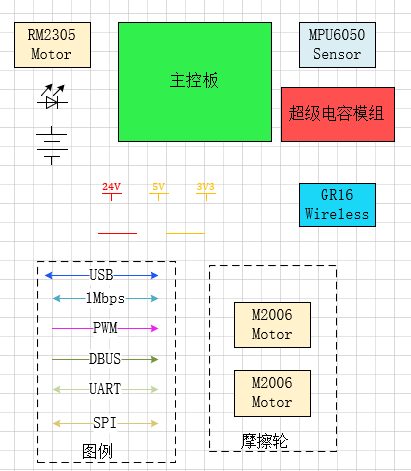 RM2305
Motor
主控板
MPU6050
Sensor
超级电容模组
24V
5V
3V3
GR16
Wireless
USB
1Mbps
PWM
DBUS
UART
SPI
图例
M2006
Motor
M2006
Motor
摩擦轮